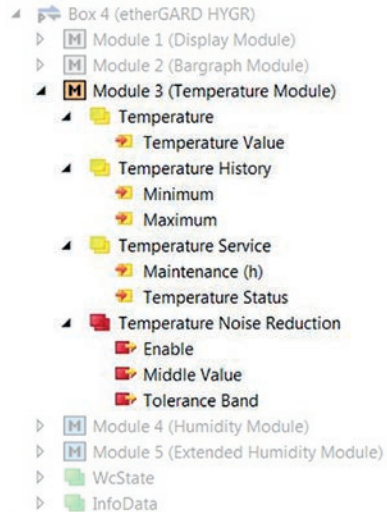 Box 4 (etherGARD HYGR)
M Module 1 (Display Module)
M Module 2 (Bargraph Module)
M Module 3 (Temperature Module)
Temperature
Temperature Value
Temperature History
Minimum
Maximum
Temperature Service
Maintenance (h)
Temperature Status
Temperature Noise Reduction
Enable
Middle Value
Tolerance Band
M Module 4 (Humidity Module)
M Module 5 (Extended Humidity Module)
WcState
InfoData